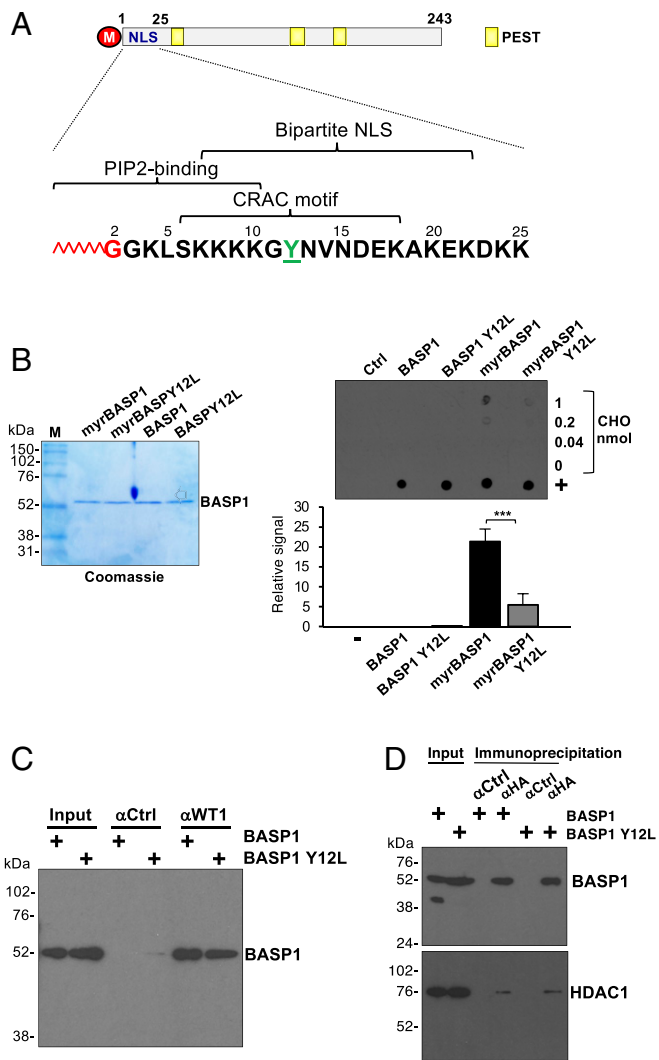 A
1 25 243
M NLS PEST
Bipartite NLS
PIP2-binding
CRAC motif
2 5 10 15 20 25
GGKLSKKKKGYNVNDEKAKEKDKK
B
kDa M myrBASP1 myrBASPY12L BASP1 BASPY12L
150-
102-
76-
52-
38-
31-
BASP1
Coomassie
Ctrl BASP1 BASP1 Y12L myrBASP1 myrBASP1 Y12L
1
0.2
0.04
0
+
CHO
nmol
Relative signal
30
25
20
15
10
5
0
***
- BASP1 BASP1 Y12L myrBASP1 myrBASP1 Y12L
C
Input αCtrl αWT1
+ + + BASP1
+ + + BASP1 Y12L
kDa
102-
76-
52-
38-
BASP1
D
Input Immunoprecipitation
αCtrl αHA αCtrl αHA
+ + + BASP1
+ + + BASP1 Y12L
kDa
76-
52-
38-
24-
BASP1
102-
76-
52-
HDAC1